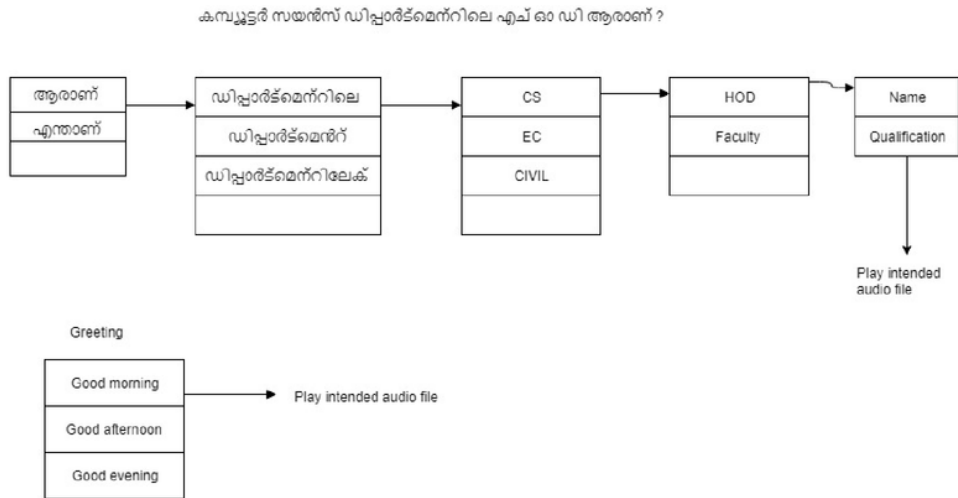 കമ്പ്യൂട്ടർ സയൻസ് ഡിപ്പാർട്മെന്റിലെ എച് ഓ ഡി ആരാണ് ?
ആരാണ്
എന്താണ്
ഡിപ്പാർട്മെന്റിലെ
ഡിപ്പാർട്മെൻറ്
ഡിപ്പാർട്മെന്റിലേക്
CS
EC
CIVIL
HOD
Faculty
Name
Qualification
Play intended
audio file
Greeting
Good morning
Good afternoon
Good evening
Play intended audio file